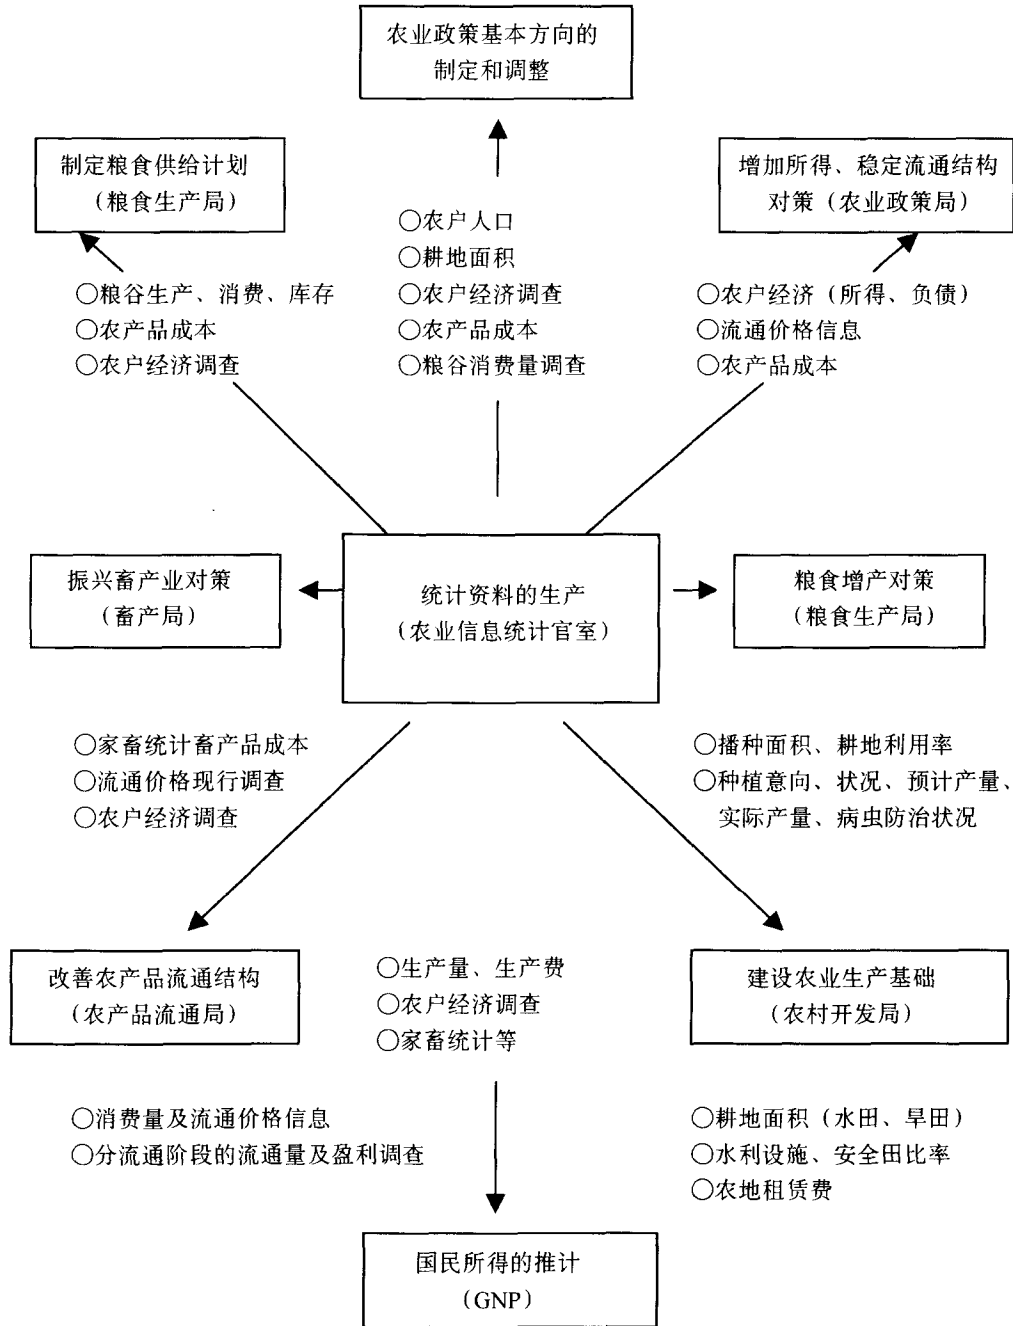 农业政策基本方向的
制定和调整
制定粮食供给计划
（粮食生产局）
增加所得、稳定流通结构
对策（农业政策局）
○农户人口
○耕地面积
○农户经济调查
○农产品成本
○粮谷消费量调查
○粮谷生产、消费、库存
○农产品成本
○农户经济调查
○农户经济（所得、负债）
○流通价格信息
○农产品成本
振兴畜产业对策
（畜产局）
统计资料的生产
（农业信息统计官室）
粮食增产对策
（粮食生产局）
○家畜统计畜产品成本
○流通价格现行调查
○农户经济调查
○播种面积、耕地利用率
○种植意向、状况、预计产量、
实际产量、病虫防治状况
改善农产品流通结构
（农产品流通局）
○生产量、生产费
○农户经济调查
○家畜统计等
建设农业生产基础
（农村开发局）
○消费量及流通价格信息
○分流通阶段的流通量及盈利调查
○耕地面积（水田、旱田）
○水利设施、安全田比率
○农地租赁费
国民所得的推计
（GNP）